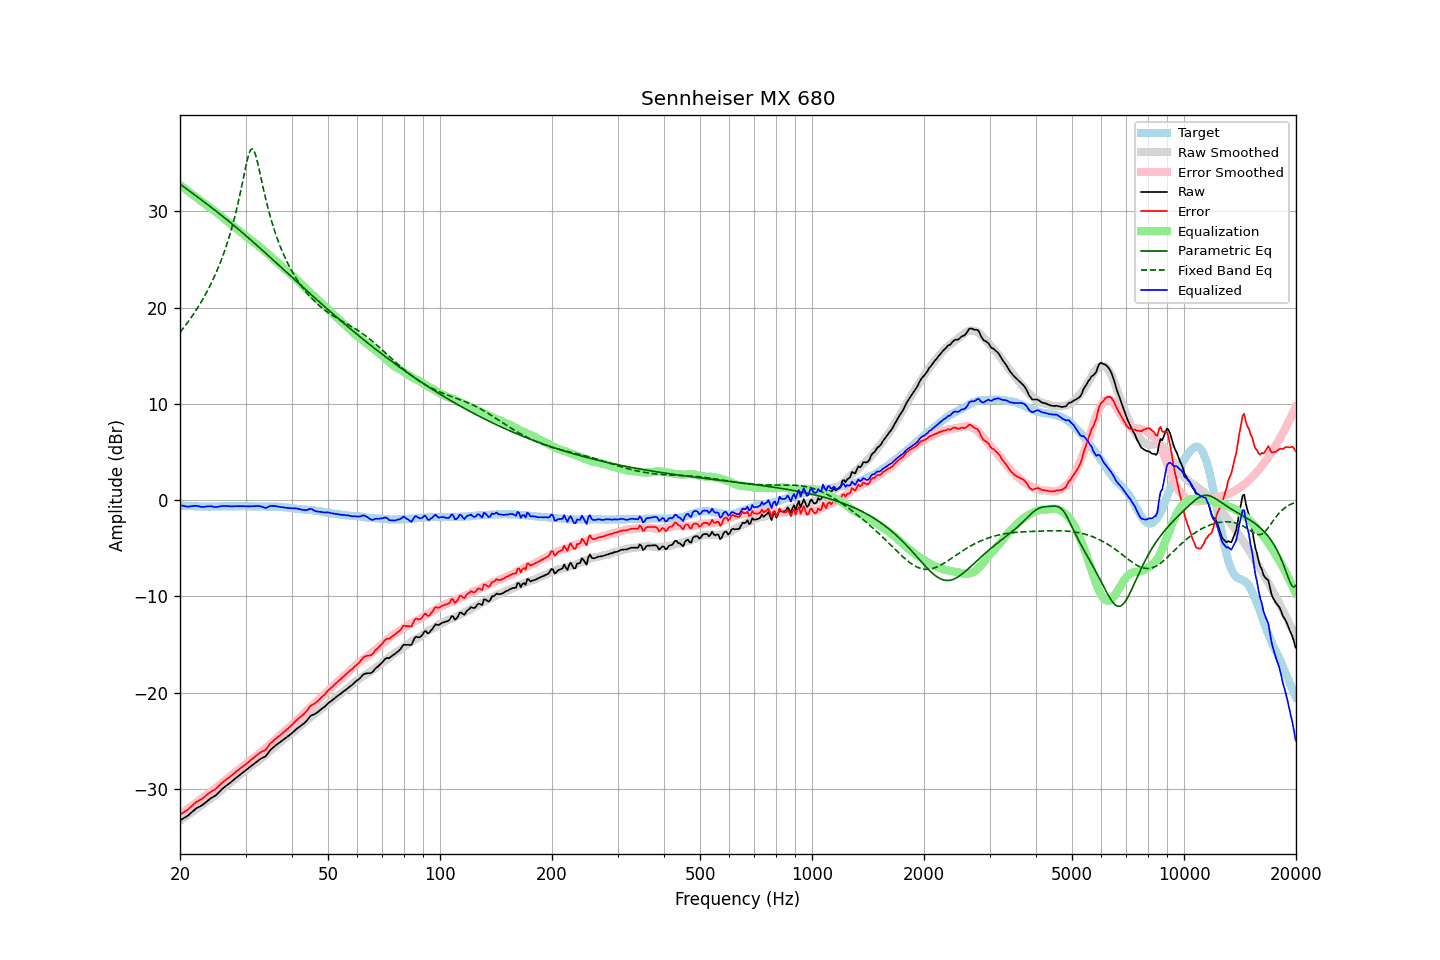 Sennheiser MX 680
Amplitude (dBr)
30
20
10
0
−10
−20
−30
Target
Raw Smoothed
Error Smoothed
Raw
Error
Equalization
Parametric Eq
Fixed Band Eq
Equalized
20 50 100 200 500 1000 2000 5000 10000 20000
Frequency (Hz)